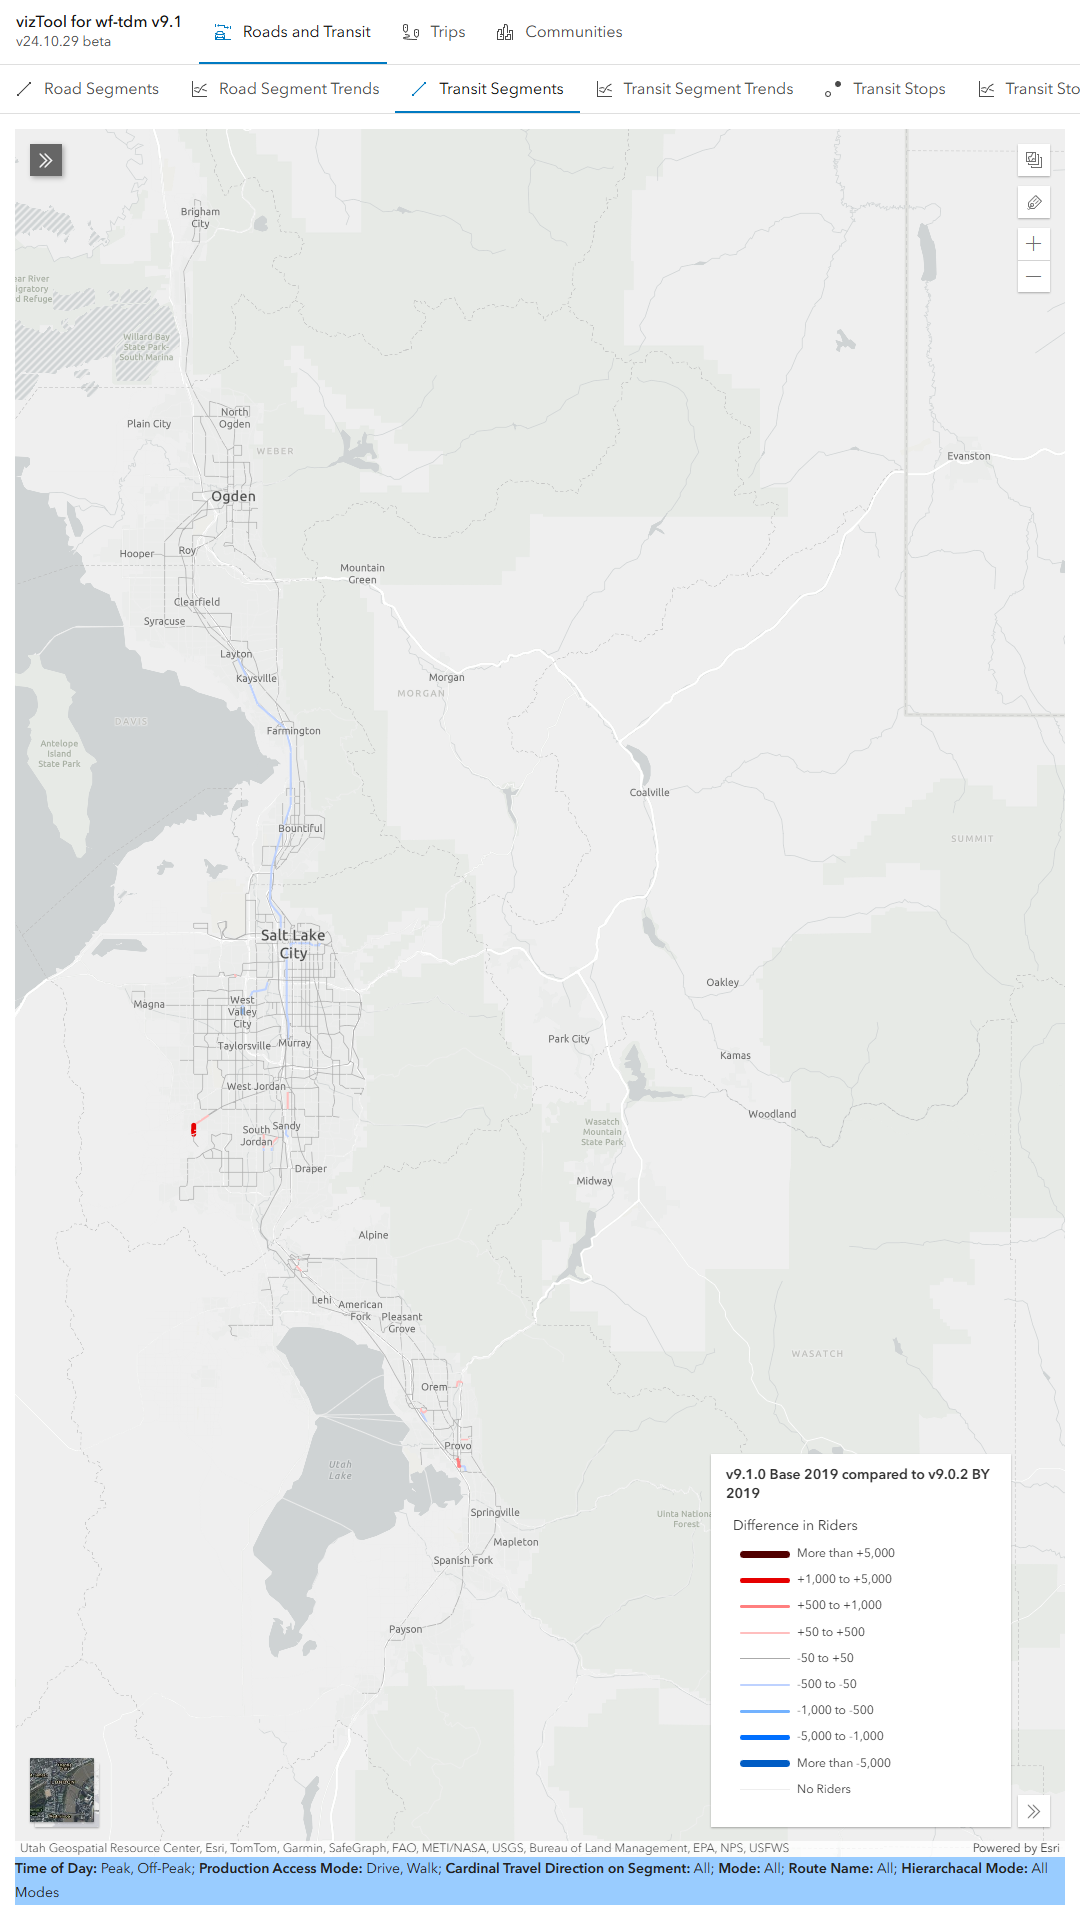 vizTool for wf-tdm v9.1
v24.10.29 beta
Roads and Transit
Trips
Communities
Road Segments
Road Segment Trends
Transit Segments
Transit Segment Trends
Transit Stops
Transit Sto
Brigham
City
ear River
igratory
d Refuge
Willard Bay
State Park-
South Marina
North
Ogden
Plain City
WEBER
Evanston
Ogden
Hooper
Roy
Mountain
Green
Clearfield
Syracuse
Layton
Kaysville
Morgan
MORGAN
DAVIS
Farmington
Antelope
Island
State Park
Coalville
Bountiful
SUMMIT
Salt Lake
City
Oakley
Magna
West
Valley
City
Park City
Taylorsville
Murray
Kamas
West Jordan
Woodland
South
Jordan
Sandy
Wasatch
Mountain
State Park
Draper
Midway
Alpine
Lehi
American
Fork
Pleasant
Grove
WASATCH
Orem
Provo
Utah
Lake
Springville
Uinta Nationa
Forest
Mapleton
Spanish Fork
Payson
v9.1.0 Base 2019 compared to v9.0.2 BY
2019
Difference in Riders
More than +5,000
+1,000 to +5,000
+500 to +1,000
+50 to +500
-50 to +50
-500 to -50
-1,000 to -500
-5,000 to -1,000
More than -5,000
No Riders
Utah Geospatial Resource Center, Esri, TomTom, Garmin, SafeGraph, FAO, METI/NASA, USGS, Bureau of Land Management, EPA, NPS, USFWS
Powered by Esri
Time of Day: Peak, Off-Peak; Production Access Mode: Drive, Walk; Cardinal Travel Direction on Segment: All; Mode: All; Route Name: All; Hierarchacal Mode: All
Modes